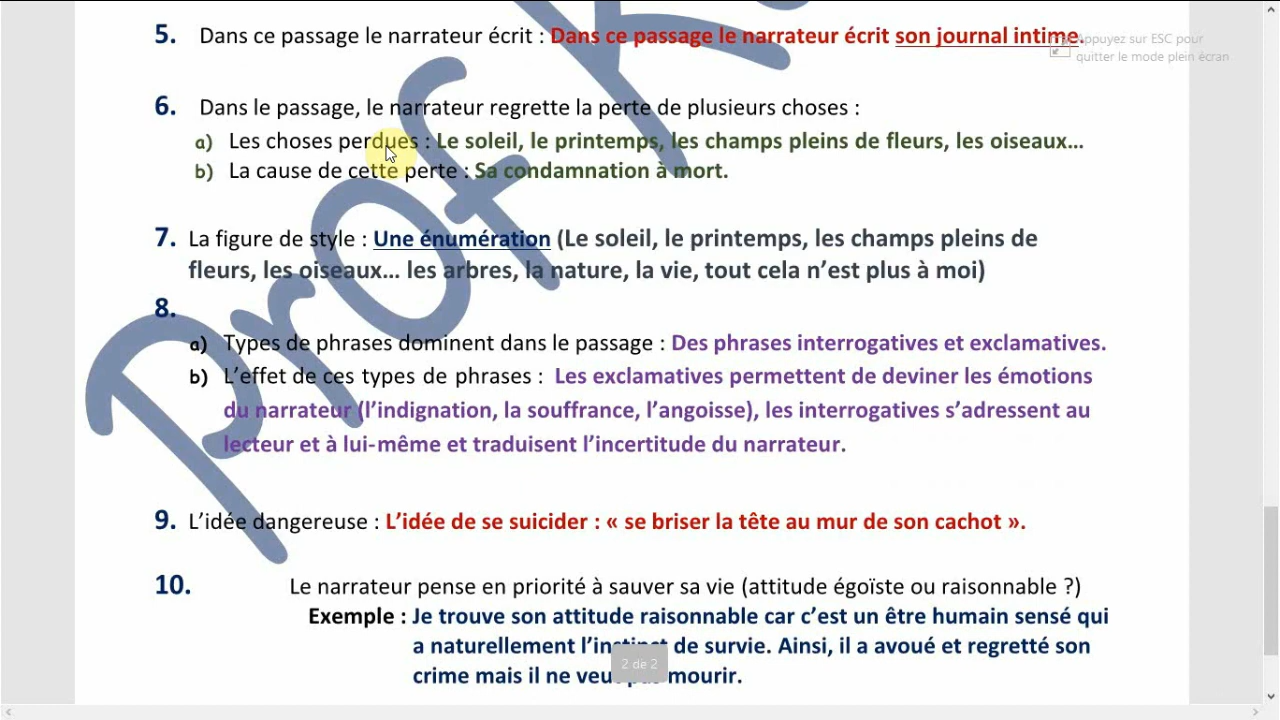 5. Dans ce passage le narrateur écrit : Dans ce passage le narrateur écrit son journal intime.
Appuyez sur ESC pour
quitter le mode plein écran
6. Dans le passage, le narrateur regrette la perte de plusieurs choses :
a) Les choses perdues : Le soleil, le printemps, les champs pleins de fleurs, les oiseaux...
b) La cause de cette perte : Sa condamnation à mort.
7. La figure de style : Une énumération (Le soleil, le printemps, les champs pleins de
fleurs, les oiseaux... les arbres, la nature, la vie, tout cela n'est plus à moi)
8.
a) Types de phrases dominent dans le passage : Des phrases interrogatives et exclamatives.
b) L'effet de ces types de phrases : Les exclamatives permettent de deviner les émotions
du narrateur (l'indignation, la souffrance, l'angoisse), les interrogatives s'adressent au
lecteur et à lui-même et traduisent l'incertitude du narrateur.
9. L'idée dangereuse : L'idée de se suicider : « se briser la tête au mur de son cachot ».
10. Le narrateur pense en priorité à sauver sa vie (attitude égoïste ou raisonnable ?)
Exemple : Je trouve son attitude raisonnable car c'est un être humain sensé qui
a naturellement l'instinct de survie. Ainsi, il a avoué et regretté son
crime mais il ne veut pas mourir.
2 de 2
Prof